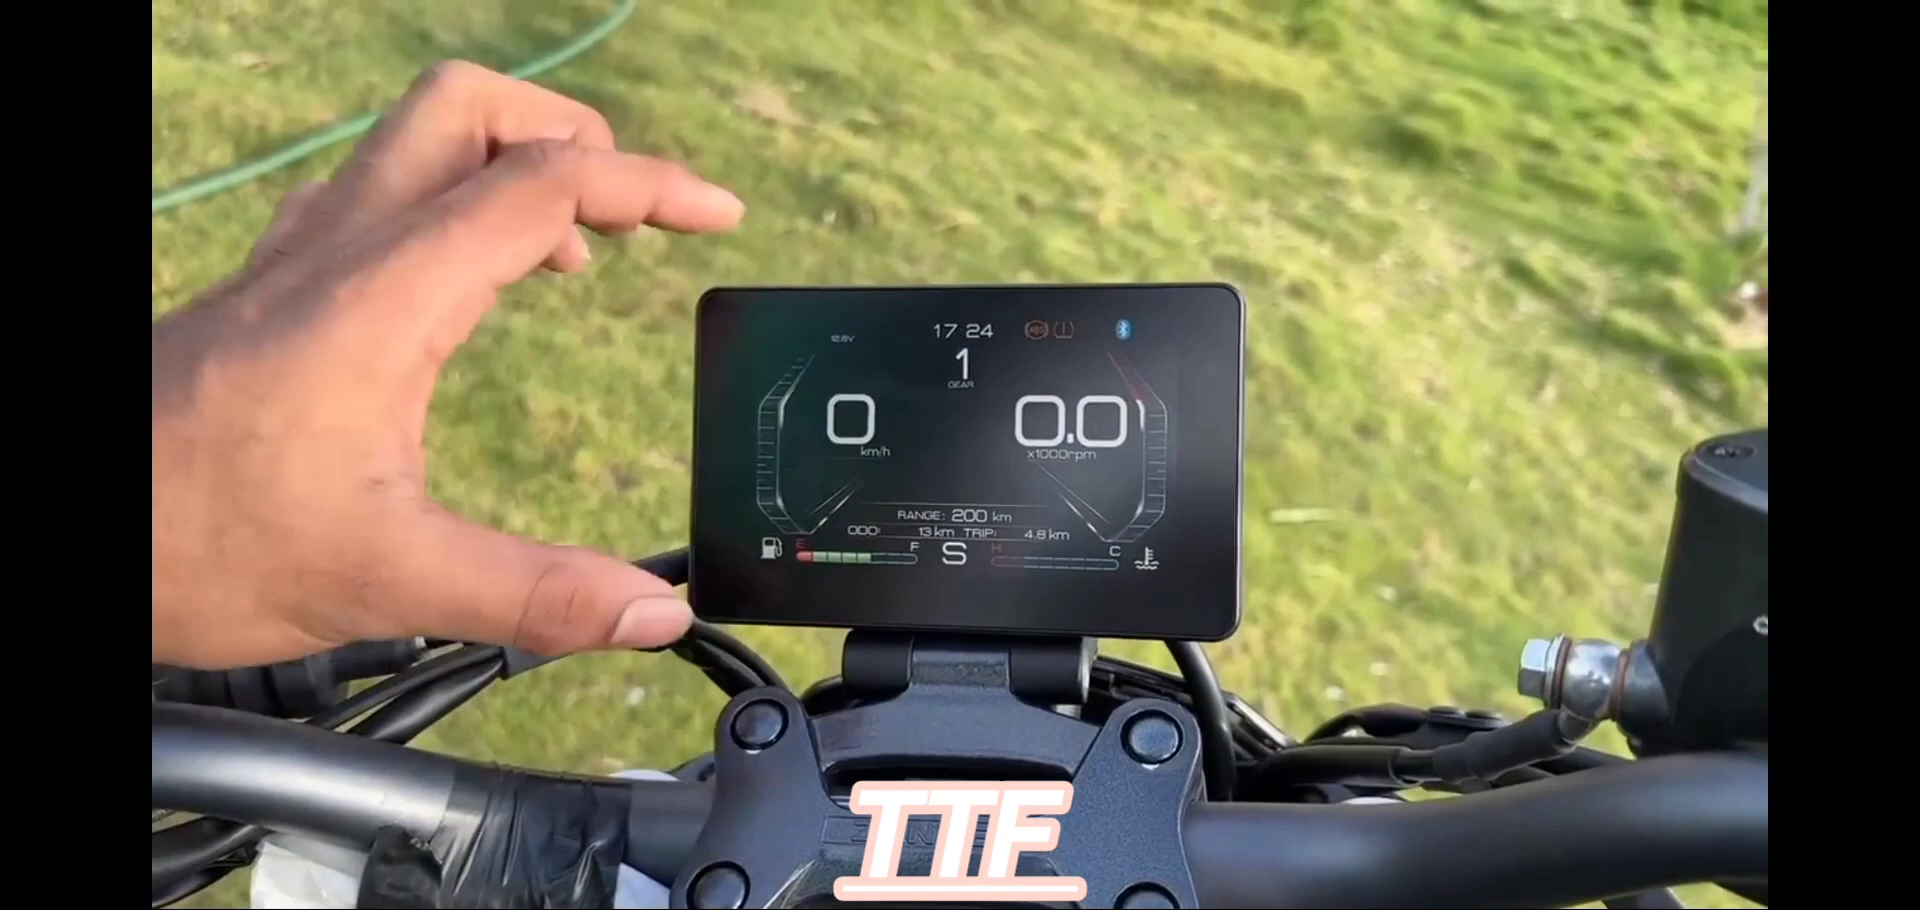 17 24
ABS
12.8V
1
GEAR
0
km/h
0.0
x1000rpm
RANGE: 200 km
ODO: 13 km TRIP: 4.8 km
E F S H C
TTF